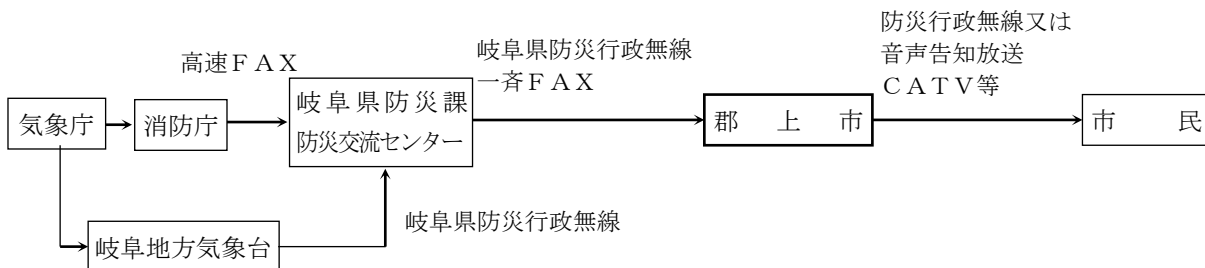 防災行政無線又は
音声告知放送
ＣＡＴＶ等
岐阜県防災行政無線
一斉ＦＡＸ
高速ＦＡＸ
気象庁
消防庁
岐阜県防災課
防災交流センター
郡　上　市
市　　民
岐阜県防災行政無線
岐阜地方気象台